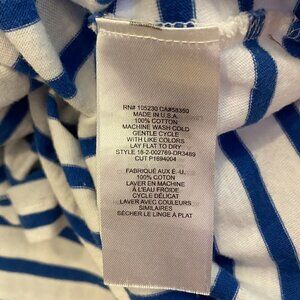 RN# 105230 CA#58350
MADE IN U.S.A.
100% COTTON
MACHINE WASH COLD
GENTLE CYCLE
WITH LIKE COLORS
LAY FLAT TO DRY
STYLE 18-2-002769-DR3489
CUT P1694004
FABRIQUÉ AUX É.-U.
100% COTON
LAVER EN MACHINE
À L'EAU FROIDE
CYCLE DÉLICAT
LAVER AVEC COULEURS
SIMILAIRES
SÉCHER LE LINGE À PLAT